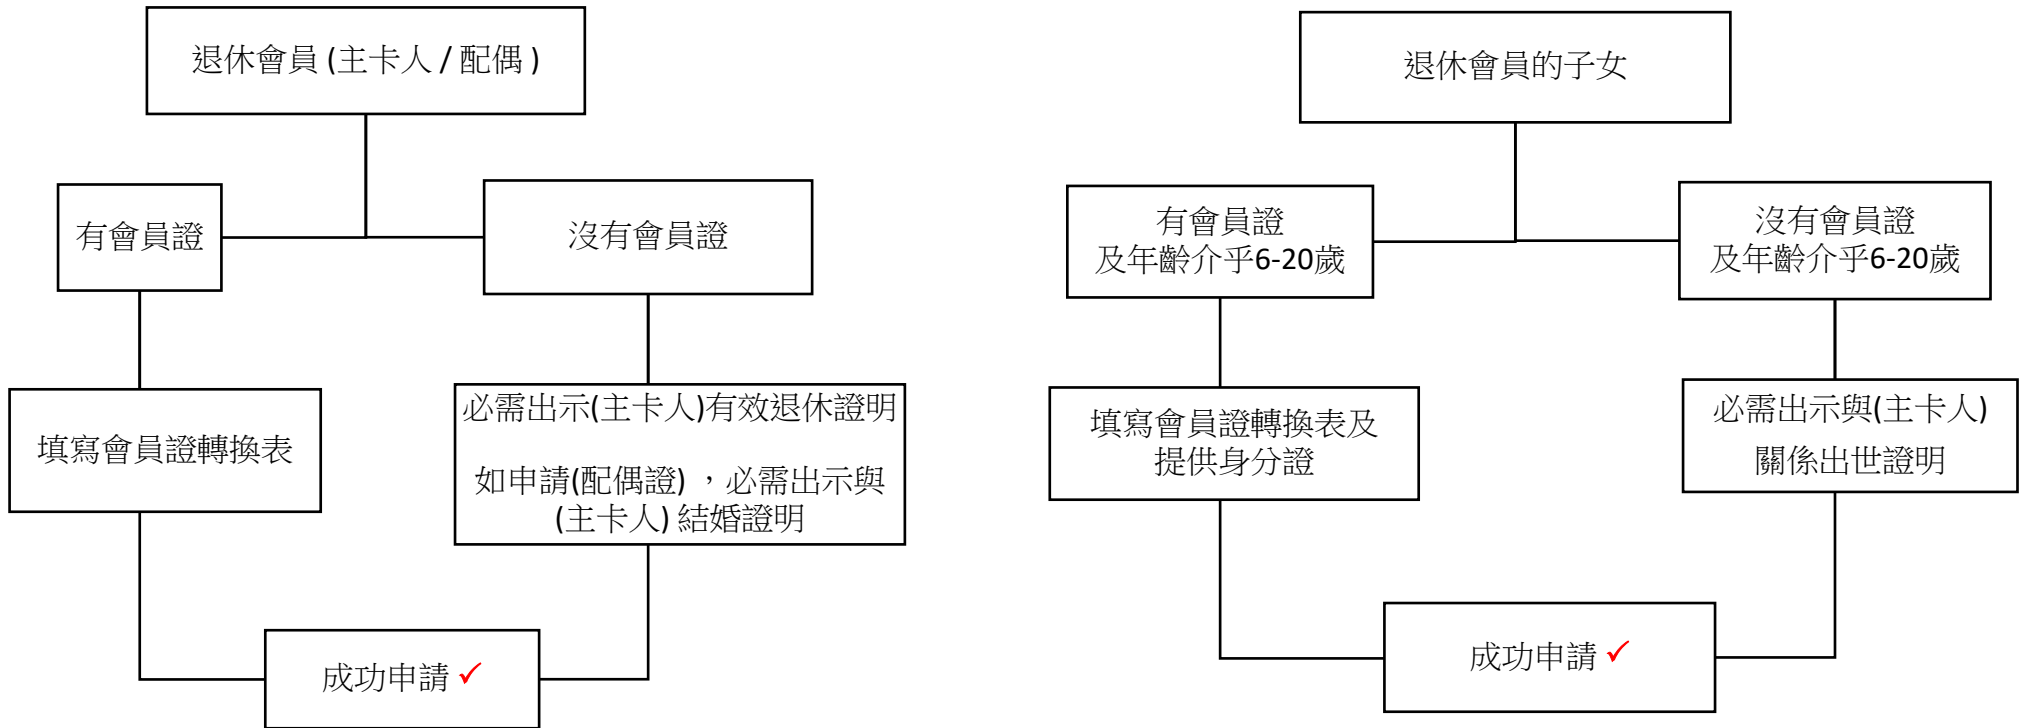 退休會員 (主卡人 / 配偶 )
有會員證
沒有會員證
填寫會員證轉換表
必需出示(主卡人)有效退休證明
如申請(配偶證) ，必需出示與
(主卡人) 結婚證明
成功申請 ✓
退休會員的子女
有會員證
及年齡介乎6-20歲
沒有會員證
及年齡介乎6-20歲
填寫會員證轉換表及
提供身分證
必需出示與(主卡人)
關係出世證明
成功申請 ✓